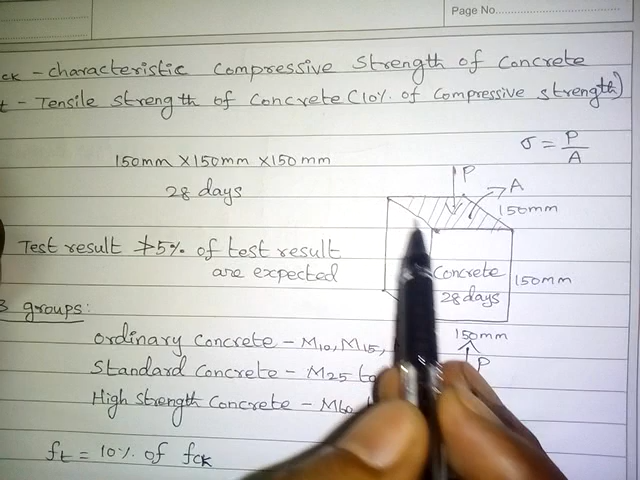 Page No.
ck - characteristic compressive strength of concrete
t - Tensile strength of concrete (10% of compressive strength)
σ = P/A
150mm × 150mm × 150mm
28 days
P
A
150mm
Test result ≯5% of test result
are expected
concrete
28 days
150mm
3 groups:
150mm
P
Ordinary concrete - M10, M15,
Standard concrete - M25 to
High strength concrete - M60
ft = 10% of fck